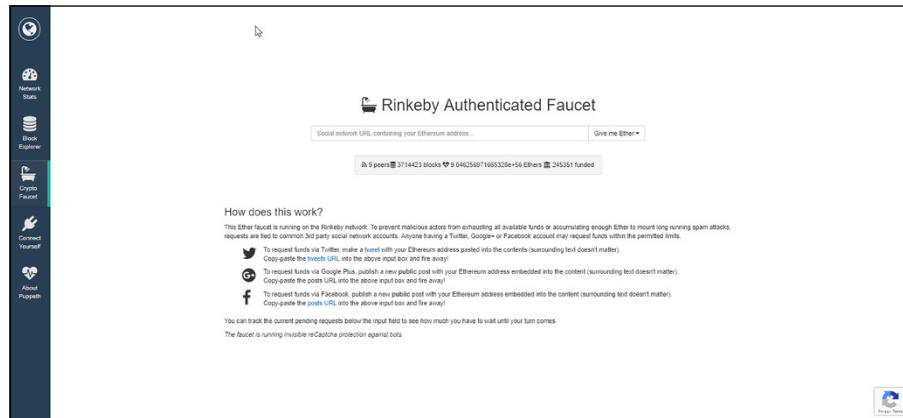 Network
Stats
Block
Explorer
Crypto
Faucet
Connect
Yourself
About
Puppeth
Rinkeby Authenticated Faucet
Social network URL containing your Ethereum address...
Give me Ether
9 peers 3714423 blocks 9.046256971665328e+56 Ethers 245351 funded
How does this work?
This Ether faucet is running on the Rinkeby network. To prevent malicious actors from exhausting all available funds or accumulating enough Ether to mount long running spam attacks,
requests are tied to common 3rd party social network accounts. Anyone having a Twitter, Google+ or Facebook account may request funds within the permitted limits.
To request funds via Twitter, make a tweet with your Ethereum address pasted into the contents (surrounding text doesn't matter).
Copy-paste the tweets URL into the above input box and fire away!
G+
To request funds via Google Plus, publish a new public post with your Ethereum address embedded into the content (surrounding text doesn't matter).
Copy-paste the posts URL into the above input box and fire away!
f
To request funds via Facebook, publish a new public post with your Ethereum address embedded into the content (surrounding text doesn't matter).
Copy-paste the posts URL into the above input box and fire away!
You can track the current pending requests below the input field to see how much you have to wait until your turn comes.
The faucet is running invisible reCaptcha protection against bots.